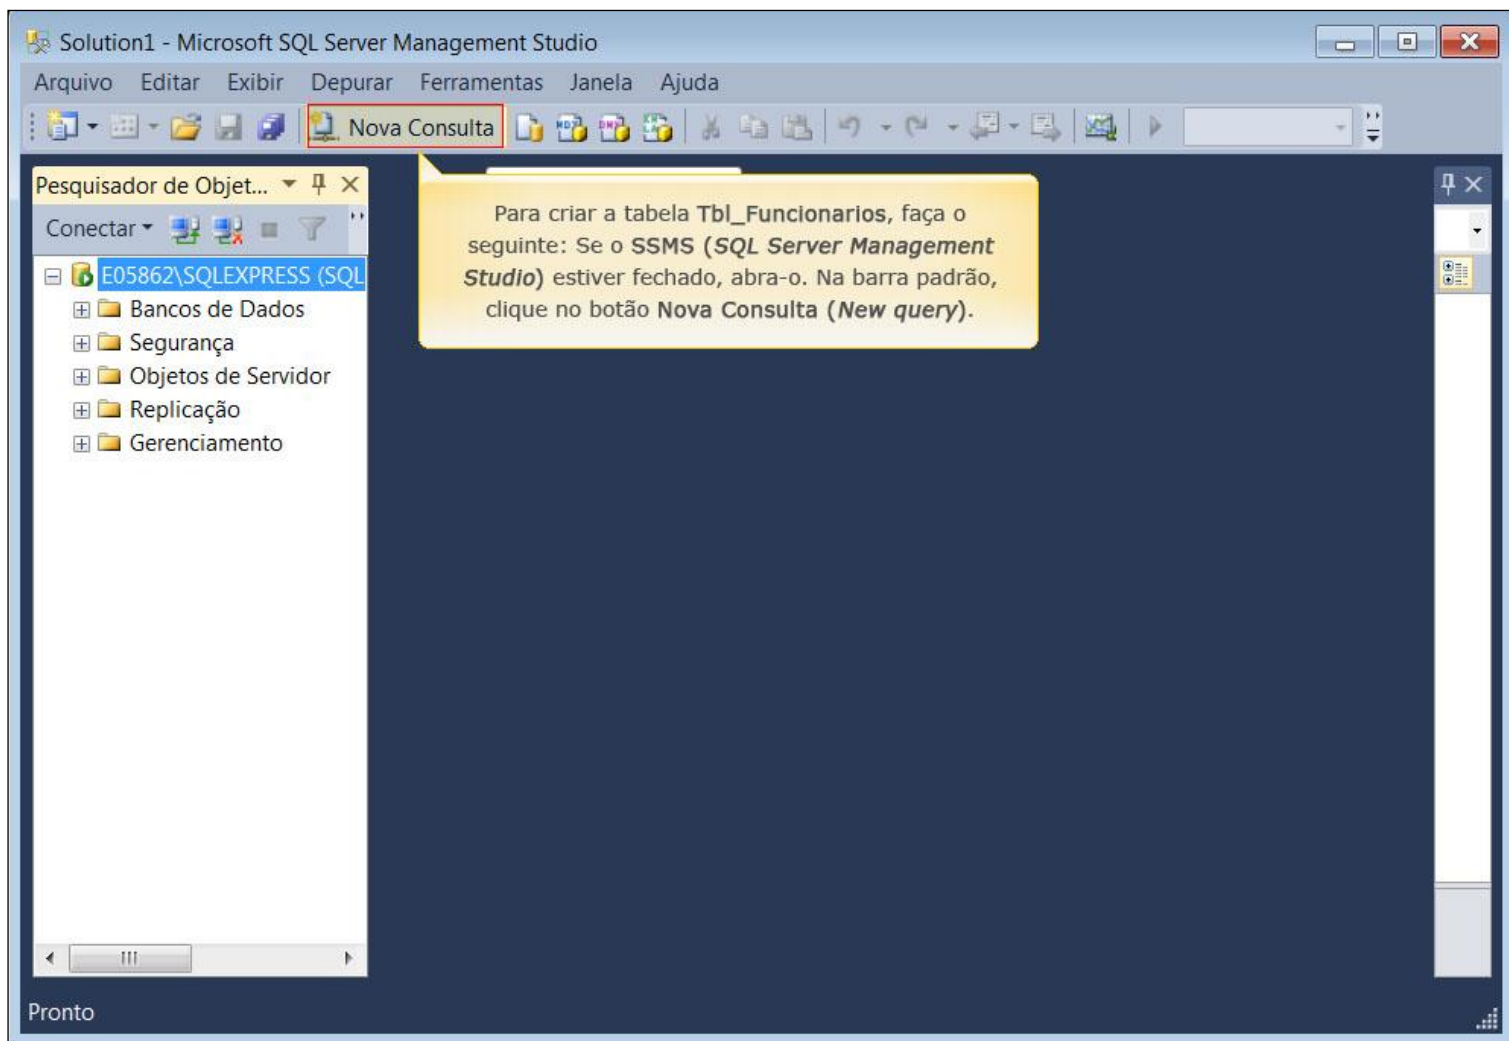 Solution1 - Microsoft SQL Server Management Studio
Arquivo Editar Exibir Depurar Ferramentas Janela Ajuda
Nova Consulta
Pesquisador de Objet...
Conectar
E05862\SQLEXPRESS (SQL
Bancos de Dados
Segurança
Objetos de Servidor
Replicação
Gerenciamento
Para criar a tabela Tbl_Funcionarios, faça o
seguinte: Se o SSMS (SQL Server Management
Studio) estiver fechado, abra-o. Na barra padrão,
clique no botão Nova Consulta (New query).
Pronto